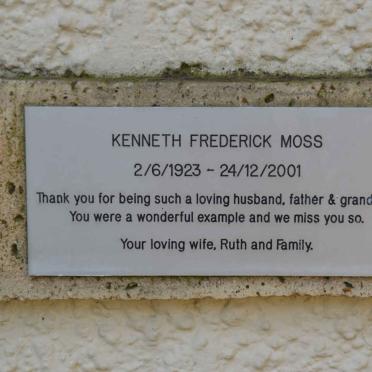 KENNETH FREDERICK MOSS
2/6/1923 - 24/12/2001
Thank you for being such a loving husband, father & grand
You were a wonderful example and we miss you so.
Your loving wife, Ruth and Family.